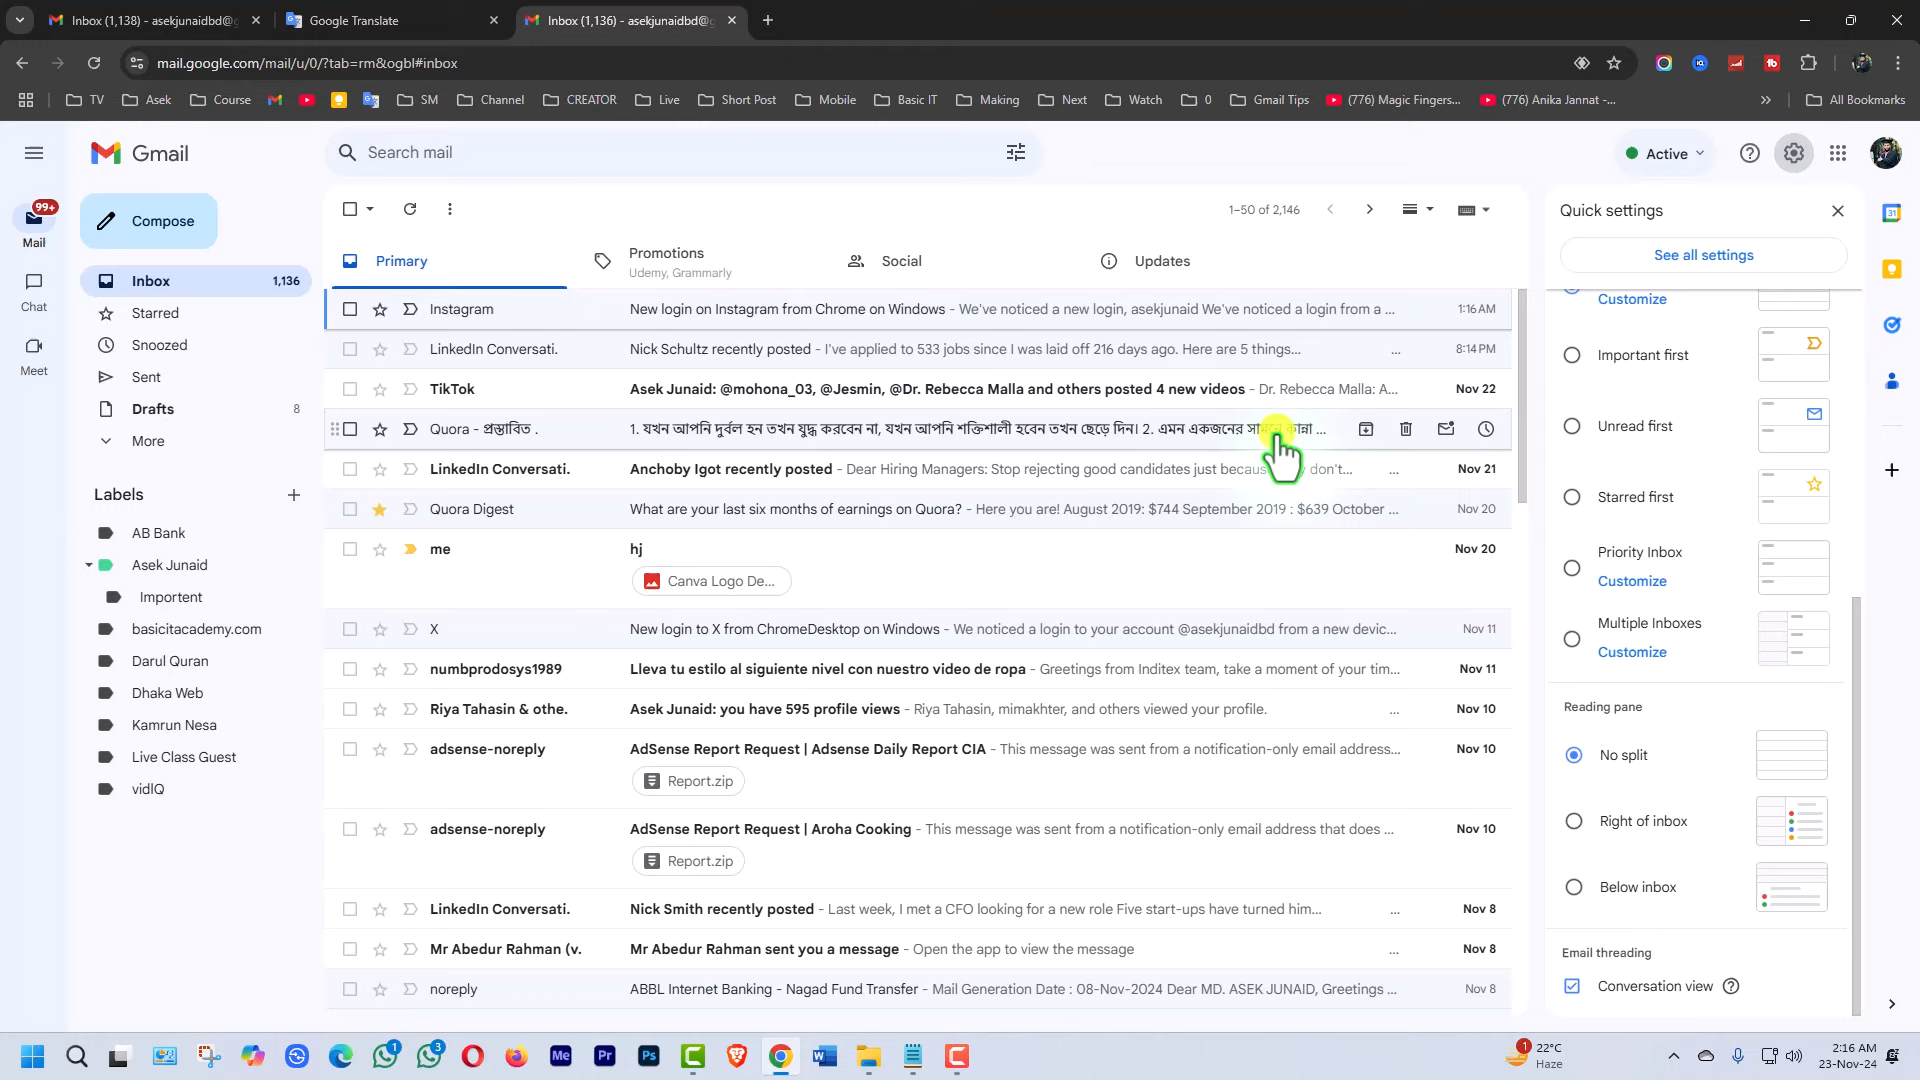 Inbox (1,138) - asekjunaidbd@
Google Translate
Inbox (1,136) - asekjunaidbd@
mail.google.com/mail/u/0/?tab=rm&ogbl#inbox
TV
Asek
Course
SM
Channel
CREATOR
Live
Short Post
Mobile
Basic IT
Making
Next
Watch
0
Gmail Tips
(776) Magic Fingers...
(776) Anika Jannat -...
All Bookmarks
Gmail
Search mail
Active
99+
Mail
Chat
Meet
Compose
Inbox 1,136
Starred
Snoozed
Sent
Drafts 8
More
Labels
AB Bank
Asek Junaid
Importent
basicitacademy.com
Darul Quran
Dhaka Web
Kamrun Nesa
Live Class Guest
vidIQ
1–50 of 2,146
Primary
Promotions
Udemy, Grammarly
Social
Updates
Instagram New login on Instagram from Chrome on Windows - We've noticed a new login, asekjunaid We've noticed a login from a ... 1:16 AM
LinkedIn Conversati. Nick Schultz recently posted - I've applied to 533 jobs since I was laid off 216 days ago. Here are 5 things... ... 8:14 PM
TikTok Asek Junaid: @mohona_03, @Jesmin, @Dr. Rebecca Malla and others posted 4 new videos - Dr. Rebecca Malla: A... Nov 22
Quora - প্রস্তাবিত . 1. যখন আপনি দুর্বল হন তখন যুদ্ধ করবেন না, যখন আপনি শক্তিশালী হবেন তখন ছেড়ে দিন। 2. এমন একজনের সামনে কান্না ...
LinkedIn Conversati. Anchoby Igot recently posted - Dear Hiring Managers: Stop rejecting good candidates just don't... ... Nov 21
Quora Digest What are your last six months of earnings on Quora? - Here you are! August 2019: $744 September 2019 : $639 October ... Nov 20
me hj Nov 20
Canva Logo De...
X New login to X from ChromeDesktop on Windows - We noticed a login to your account @asekjunaidbd from a new devic... Nov 11
numbprodosys1989 Lleva tu estilo al siguiente nivel con nuestro video de ropa - Greetings from Inditex team, take a moment of your tim... Nov 11
Riya Tahasin & othe. Asek Junaid: you have 595 profile views - Riya Tahasin, mimakhter, and others viewed your profile. ... Nov 10
adsense-noreply AdSense Report Request | Adsense Daily Report CIA - This message was sent from a notification-only email address... Nov 10
Report.zip
adsense-noreply AdSense Report Request | Aroha Cooking - This message was sent from a notification-only email address that does ... Nov 10
Report.zip
LinkedIn Conversati. Nick Smith recently posted - Last week, I met a CFO looking for a new role Five start-ups have turned him... ... Nov 8
Mr Abedur Rahman (v. Mr Abedur Rahman sent you a message - Open the app to view the message ... Nov 8
noreply ABBL Internet Banking - Nagad Fund Transfer - Mail Generation Date : 08-Nov-2024 Dear MD. ASEK JUNAID, Greetings ... Nov 8
Quick settings
See all settings
Customize
Important first
Unread first
Starred first
Priority Inbox
Customize
Multiple Inboxes
Customize
Reading pane
No split
Right of inbox
Below inbox
Email threading
Conversation view
31
1
3
Me
Pr
Ps
1
22°C
Haze
2:16 AM
23-Nov-24